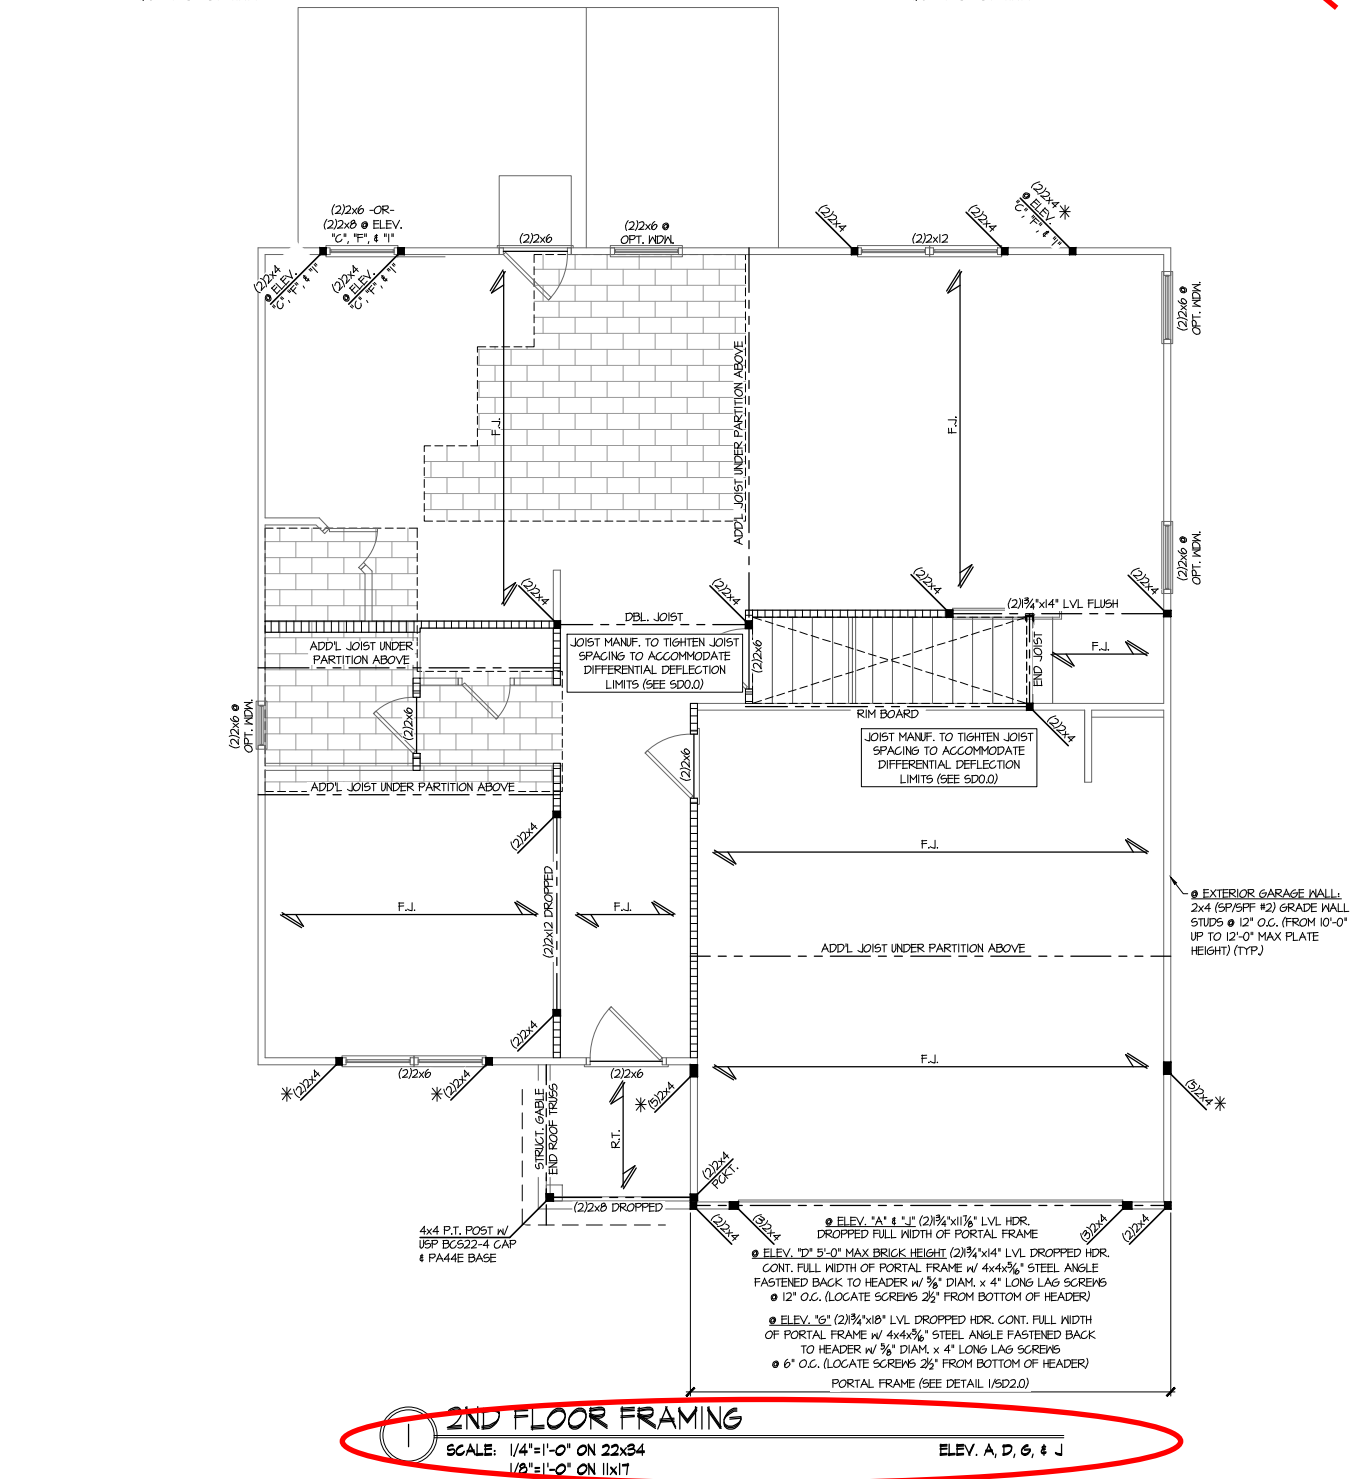 (2)2x6 -OR-
(2)2x8 @ ELEV.
"C", "F", & "I"
(2)2x4
@ ELEV.
"C", "F", & "I"
(2)2x4
@ ELEV.
"C", "F", & "I"
(2)2x6
(2)2x6 @
OPT. WDW.
(2)2x4
(2)2x12
(2)2x4
(2)2x4 *
@ ELEV.
"C", "F", & "I"
(2)2x6 @
OPT. WDW.
F.J.
ADD'L JOIST UNDER PARTITION ABOVE
F.J.
(2)2x6 @
OPT. WDW.
(2)2x4
(2)2x4
(2)2x4
(2)2x4
(2)1¾"x14" LVL FLUSH
DBL. JOIST
ADD'L JOIST UNDER
PARTITION ABOVE
JOIST MANUF. TO TIGHTEN JOIST
SPACING TO ACCOMMODATE
DIFFERENTIAL DEFLECTION
LIMITS (SEE SD0.0)
(2)2x6
END JOIST
F.J.
(2)2x6 @
OPT. WDW.
(2)2x6
RIM BOARD
(2)2x4
(2)2x6
JOIST MANUF. TO TIGHTEN JOIST
SPACING TO ACCOMMODATE
DIFFERENTIAL DEFLECTION
LIMITS (SEE SD0.0)
ADD'L JOIST UNDER PARTITION ABOVE
(2)2x4
F.J.
F.J.
(2)2x12 DROPPED
F.J.
@ EXTERIOR GARAGE WALL:
2x4 (SP/SPF #2) GRADE WALL
STUDS @ 12" O.C. (FROM 10'-0"
UP TO 12'-0" MAX PLATE
HEIGHT) (TYP.)
ADD'L JOIST UNDER PARTITION ABOVE
(2)2x4
F.J.
*(2)2x4
(2)2x6
*(2)2x4
(2)2x6
*(5)2x4
(5)2x4*
STRUCT. GABLE
END ROOF TRUSS
R.T.
(2)2x4
PCKT.
(2)2x8 DROPPED
(2)2x4
(3)2x4
(3)2x4
(2)2x4
4x4 P.T. POST w/
USP BCS22-4 CAP
& PA44E BASE
@ ELEV. "A" & "J" (2)1¾"x11⅞" LVL HDR.
DROPPED FULL WIDTH OF PORTAL FRAME
@ ELEV. "D" 5'-0" MAX BRICK HEIGHT (2)1¾"x14" LVL DROPPED HDR.
CONT. FULL WIDTH OF PORTAL FRAME w/ 4x4x5/16" STEEL ANGLE
FASTENED BACK TO HEADER w/ ⅝" DIAM. x 4" LONG LAG SCREWS
@ 12" O.C. (LOCATE SCREWS 2½" FROM BOTTOM OF HEADER)
@ ELEV. "G" (2)1¾"x18" LVL DROPPED HDR. CONT. FULL WIDTH
OF PORTAL FRAME w/ 4x4x5/16" STEEL ANGLE FASTENED BACK
TO HEADER w/ ⅝" DIAM. x 4" LONG LAG SCREWS
@ 6" O.C. (LOCATE SCREWS 2½" FROM BOTTOM OF HEADER)
PORTAL FRAME (SEE DETAIL 1/SD2.0)
1
2ND FLOOR FRAMING
SCALE: 1/4"=1'-0" ON 22x34
ELEV. A, D, G, & J
1/8"=1'-0" ON 11x17